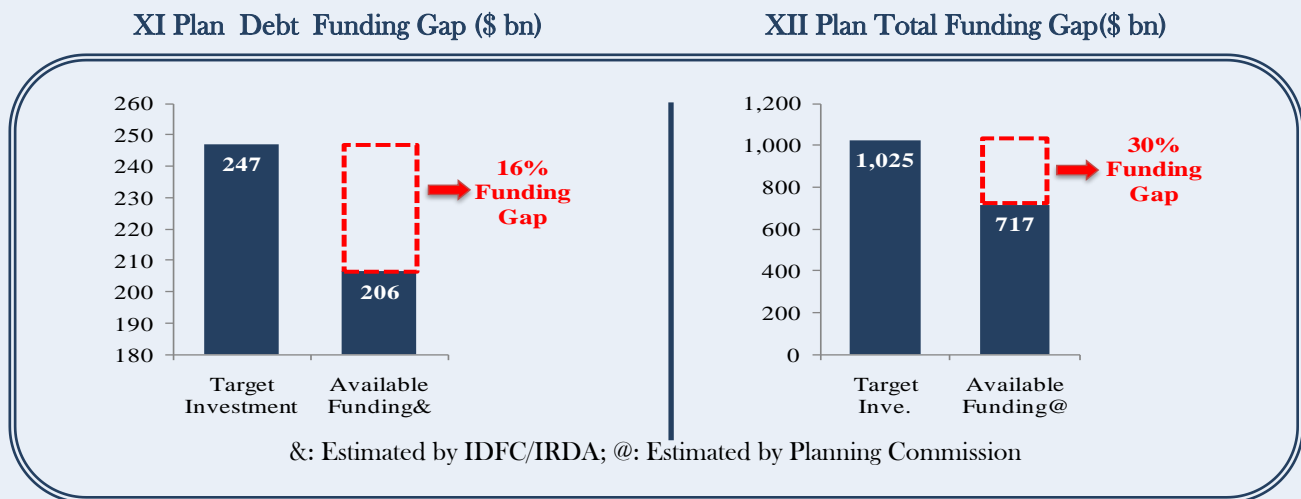 XI Plan Debt Funding Gap ($ bn)
260
250
240
230
220
210
200
190
180
247
206
16%
Funding
Gap
Target
Investment
Available
Funding&
XII Plan Total Funding Gap($ bn)
1,200
1,000
800
600
400
200
0
1,025
717
30%
Funding
Gap
Target
Inve.
Available
Funding@
&: Estimated by IDFC/IRDA; @: Estimated by Planning Commission